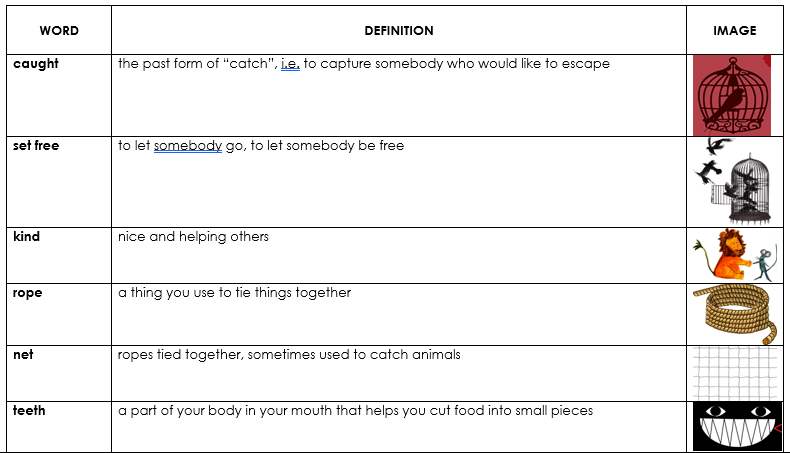 WORD DEFINITION IMAGE
caught the past form of “catch”, i.e. to capture somebody who would like to escape
set free to let somebody go, to let somebody be free
kind nice and helping others
rope a thing you use to tie things together
net ropes tied together, sometimes used to catch animals
teeth a part of your body in your mouth that helps you cut food into small pieces